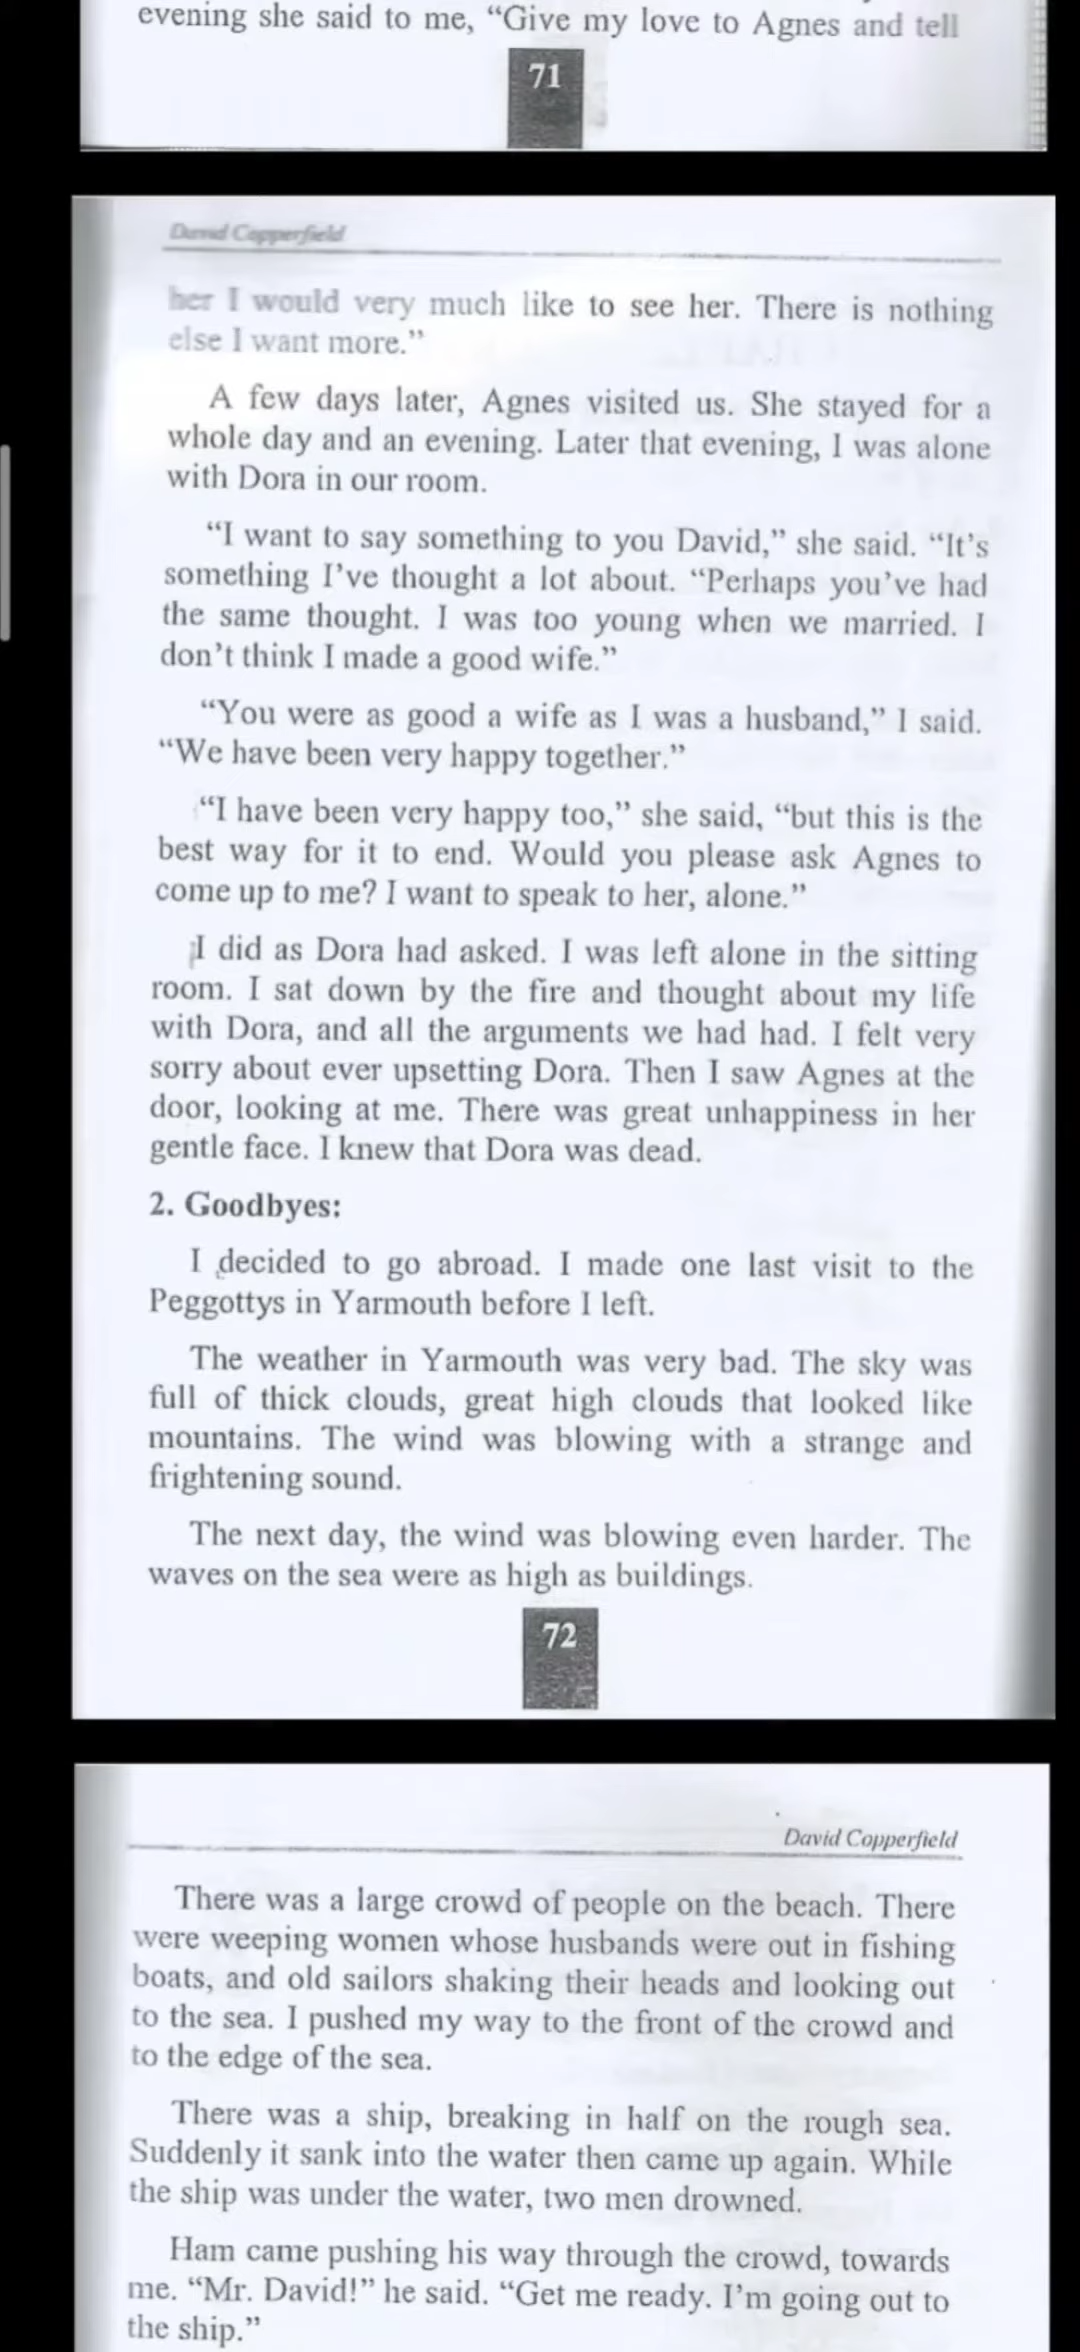 evening she said to me, “Give my love to Agnes and tell
71
David Copperfield
her I would very much like to see her. There is nothing
else I want more.”
A few days later, Agnes visited us. She stayed for a
whole day and an evening. Later that evening, I was alone
with Dora in our room.
“I want to say something to you David,” she said. “It’s
something I’ve thought a lot about. “Perhaps you’ve had
the same thought. I was too young when we married. I
don’t think I made a good wife.”
“You were as good a wife as I was a husband,” I said.
“We have been very happy together.”
“I have been very happy too,” she said, “but this is the
best way for it to end. Would you please ask Agnes to
come up to me? I want to speak to her, alone.”
I did as Dora had asked. I was left alone in the sitting
room. I sat down by the fire and thought about my life
with Dora, and all the arguments we had had. I felt very
sorry about ever upsetting Dora. Then I saw Agnes at the
door, looking at me. There was great unhappiness in her
gentle face. I knew that Dora was dead.
2. Goodbyes:
I decided to go abroad. I made one last visit to the
Peggottys in Yarmouth before I left.
The weather in Yarmouth was very bad. The sky was
full of thick clouds, great high clouds that looked like
mountains. The wind was blowing with a strange and
frightening sound.
The next day, the wind was blowing even harder. The
waves on the sea were as high as buildings.
72
David Copperfield
There was a large crowd of people on the beach. There
were weeping women whose husbands were out in fishing
boats, and old sailors shaking their heads and looking out
to the sea. I pushed my way to the front of the crowd and
to the edge of the sea.
There was a ship, breaking in half on the rough sea.
Suddenly it sank into the water then came up again. While
the ship was under the water, two men drowned.
Ham came pushing his way through the crowd, towards
me. “Mr. David!” he said. “Get me ready. I’m going out to
the ship.”